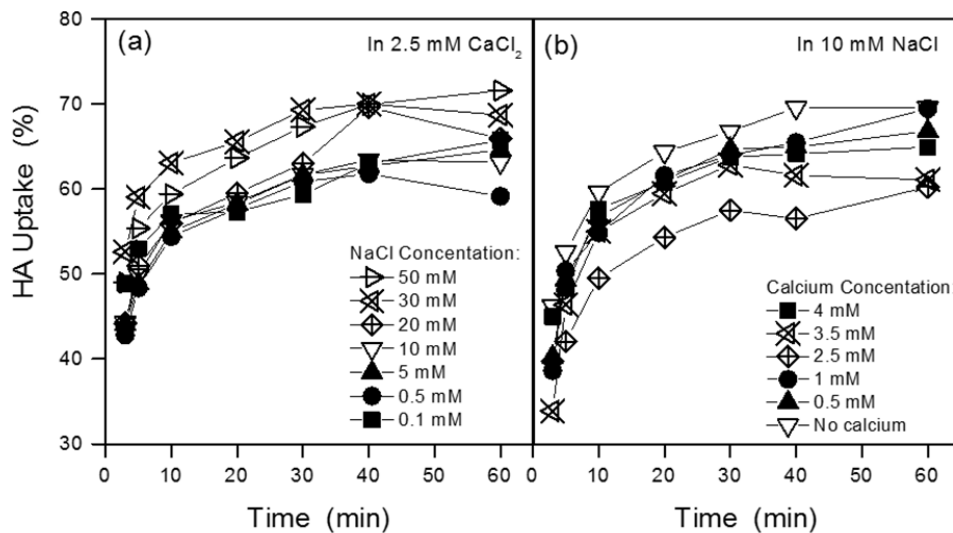 (a)
In 2.5 mM CaCl₂
(b)
In 10 mM NaCl
HA Uptake (%)
80
70
60
50
40
30
NaCl Concentation:
50 mM
30 mM
20 mM
10 mM
5 mM
0.5 mM
0.1 mM
Calcium Concentation:
4 mM
3.5 mM
2.5 mM
1 mM
0.5 mM
No calcium
0 10 20 30 40 50 0 10 20 30 40 50 60
Time (min)
Time (min)